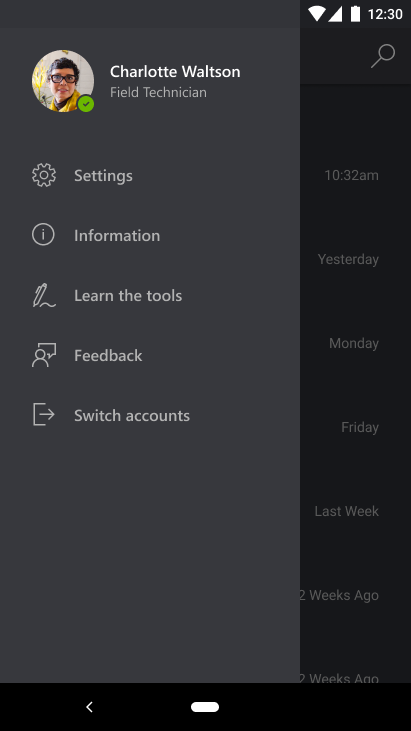 12:30
Charlotte Waltson
Field Technician
Settings
Information
Learn the tools
Feedback
Switch accounts
10:32am
Yesterday
Monday
Friday
Last Week
2 Weeks Ago
2 Weeks Ago